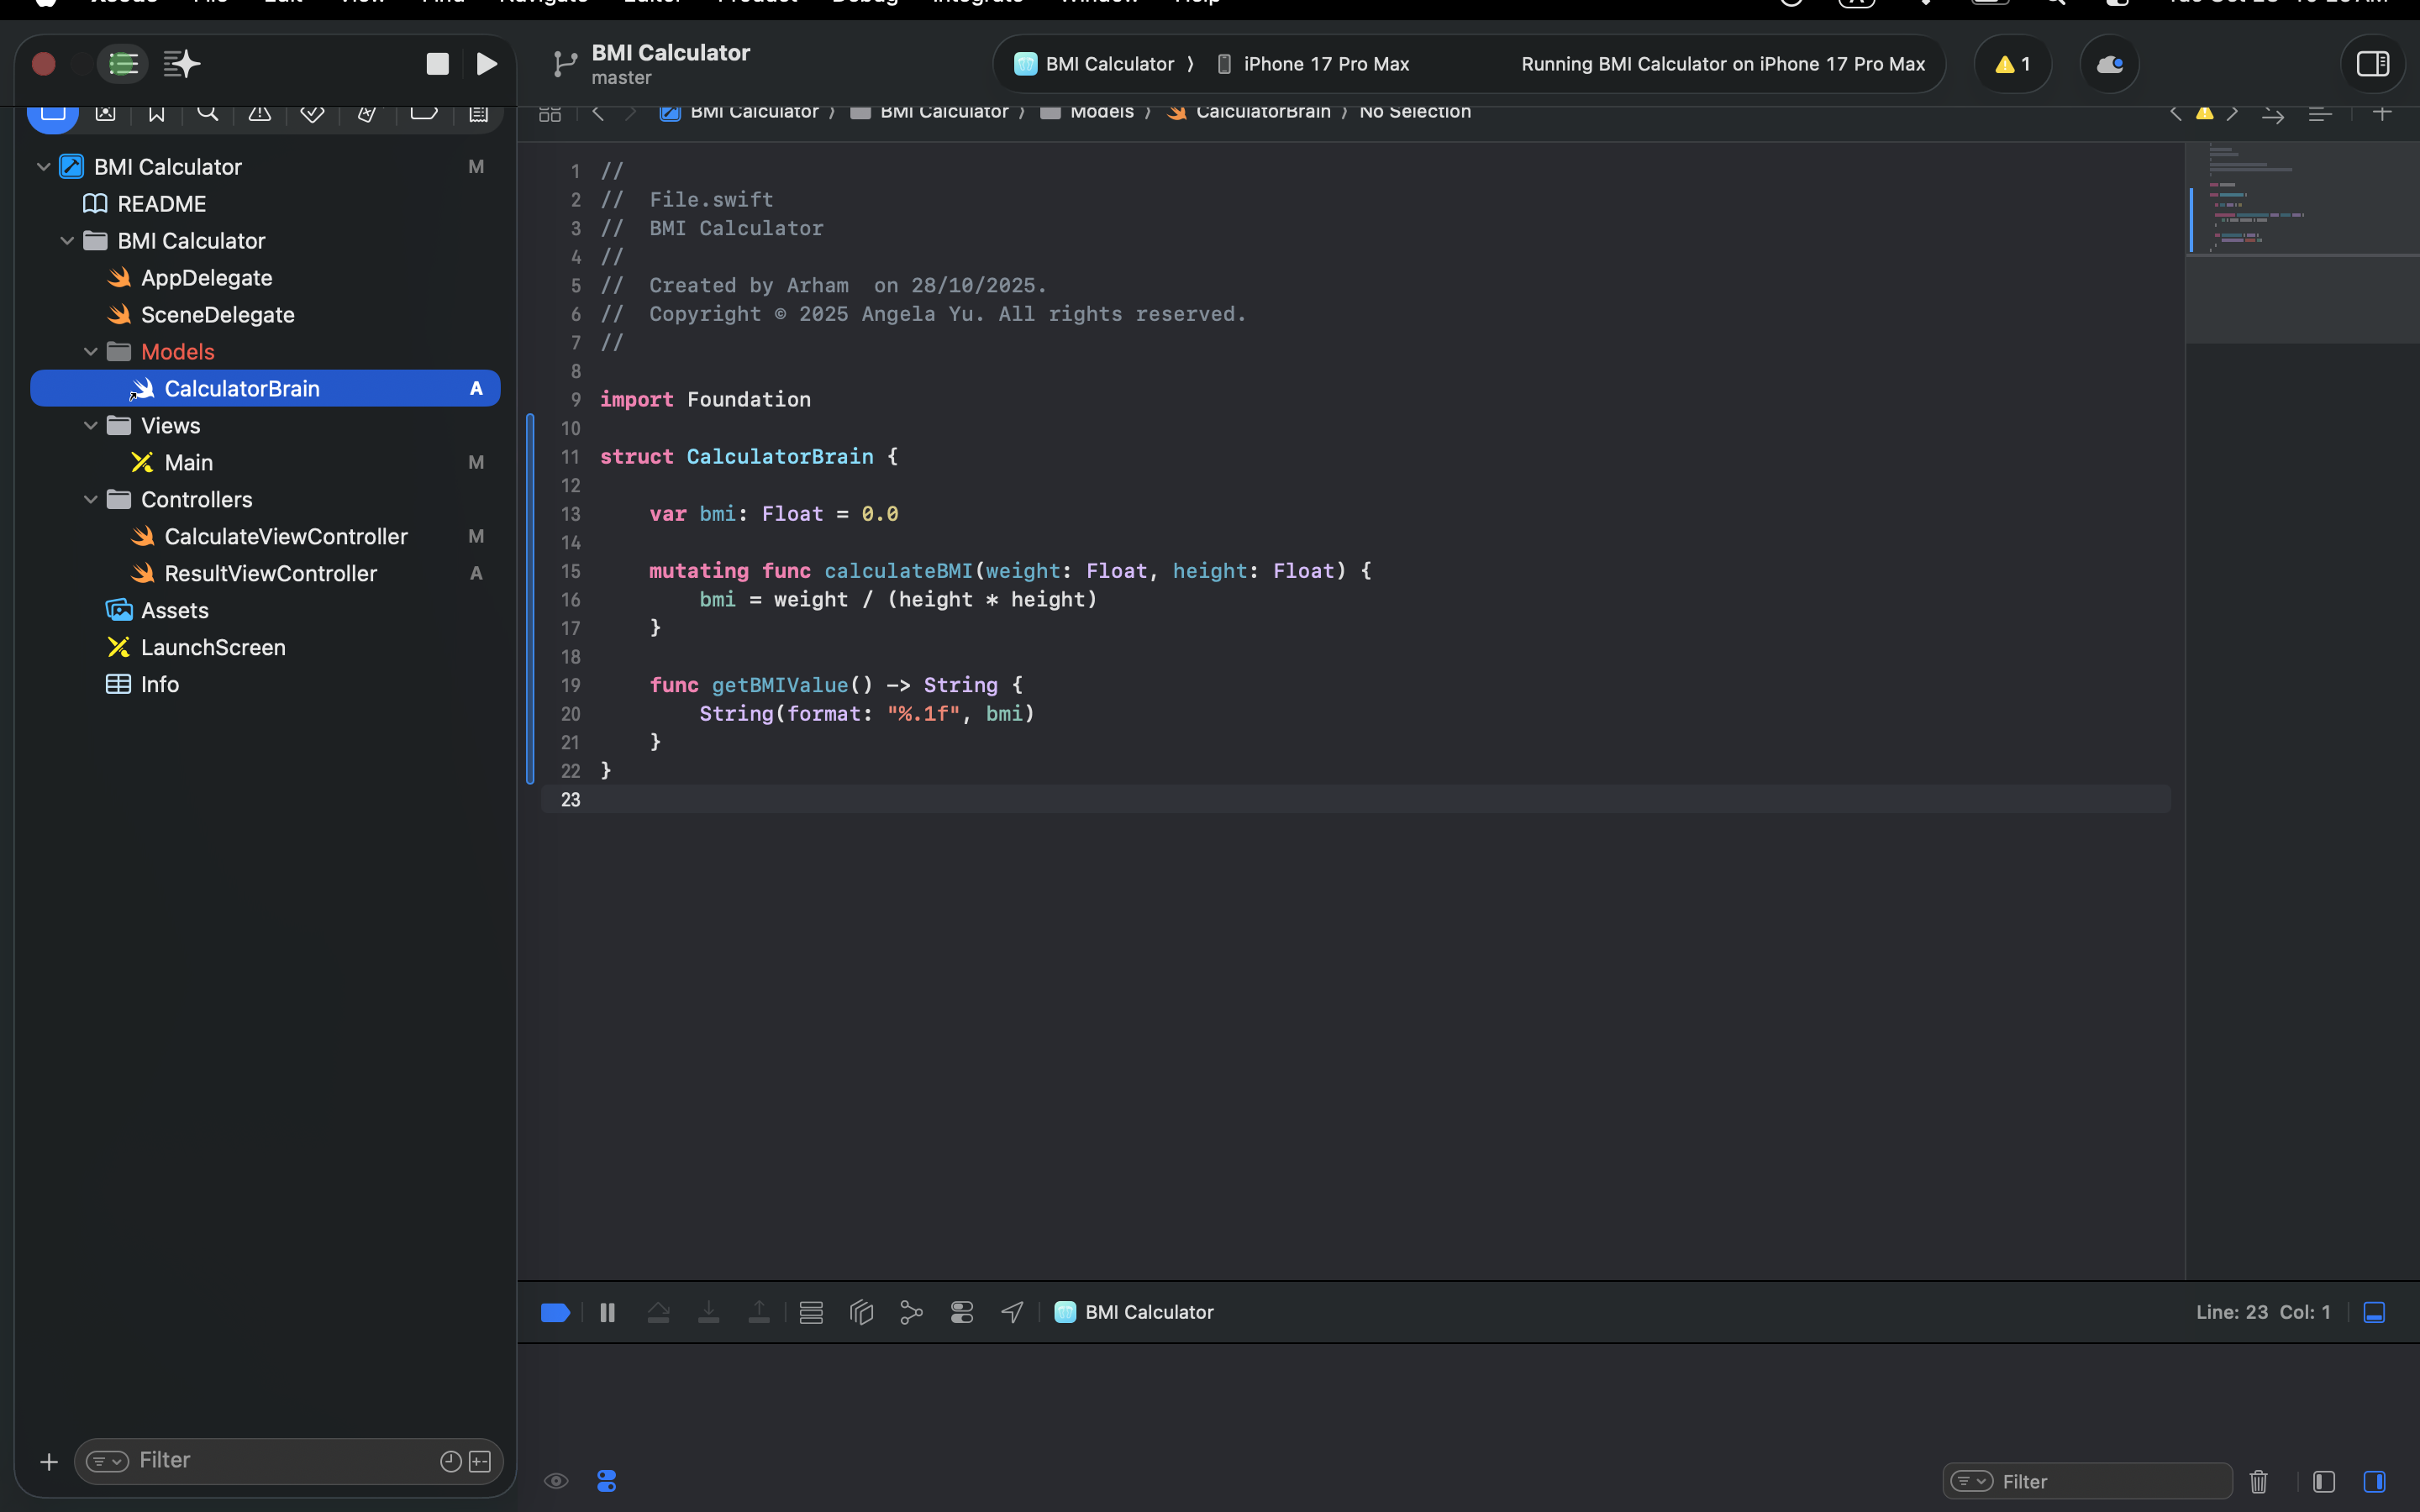 BMI Calculator
master
BMI Calculator 〉 iPhone 17 Pro Max
Running BMI Calculator on iPhone 17 Pro Max
1
BMI Calculator 〉 BMI Calculator 〉 Models 〉 CalculatorBrain 〉 No Selection
BMI Calculator M
README
BMI Calculator
AppDelegate
SceneDelegate
Models
CalculatorBrain A
Views
Main M
Controllers
CalculateViewController M
ResultViewController A
Assets
LaunchScreen
Info
Filter
1 //
2 //  File.swift
3 //  BMI Calculator
4 //
5 //  Created by Arham  on 28/10/2025.
6 //  Copyright © 2025 Angela Yu. All rights reserved.
7 //
8
9 import Foundation
10
11 struct CalculatorBrain {
12
13     var bmi: Float = 0.0
14
15     mutating func calculateBMI(weight: Float, height: Float) {
16         bmi = weight / (height * height)
17     }
18
19     func getBMIValue() -> String {
20         String(format: "%.1f", bmi)
21     }
22 }
23
BMI Calculator
Line: 23 Col: 1
Filter